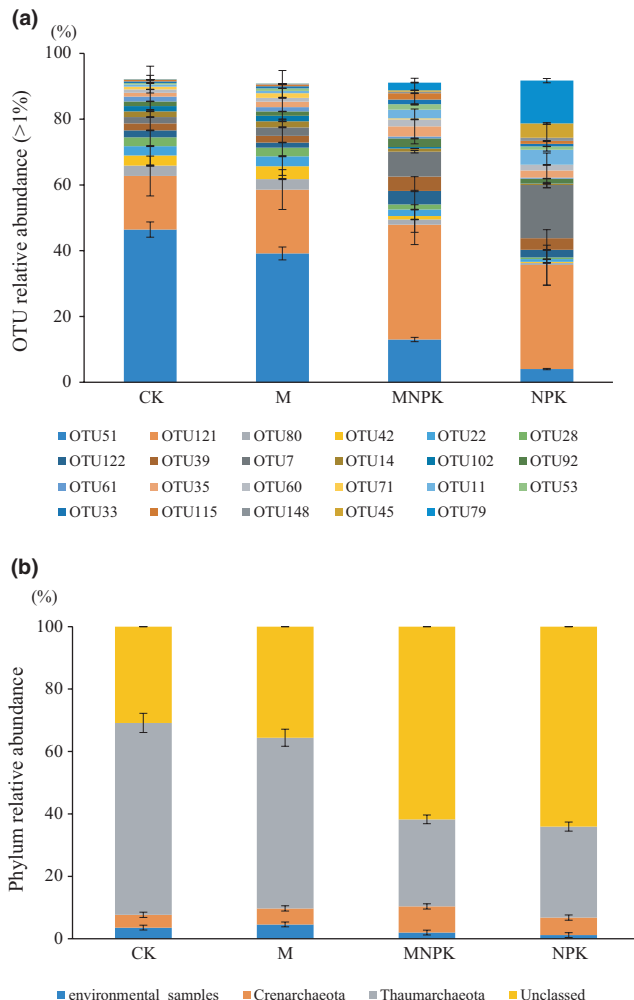 (a)
(%)
100
80
60
40
20
0
OTU relative abundance (>1%)
CK M MNPK NPK
OTU51 OTU121 OTU80 OTU42 OTU22 OTU28
OTU122 OTU39 OTU7 OTU14 OTU102 OTU92
OTU61 OTU35 OTU60 OTU71 OTU11 OTU53
OTU33 OTU115 OTU148 OTU45 OTU79
(b)
(%)
100
80
60
40
20
0
Phylum relative abundance
CK M MNPK NPK
environmental_samples Crenarchaeota Thaumarchaeota Unclassed